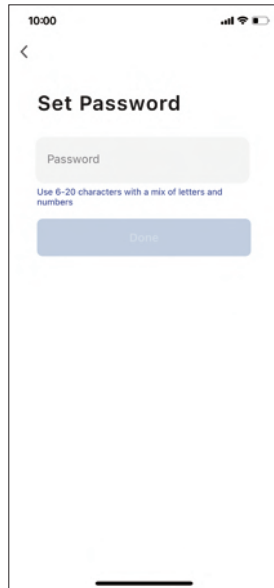 10:00
Set Password
Password
Use 6-20 characters with a mix of letters and
numbers
Done